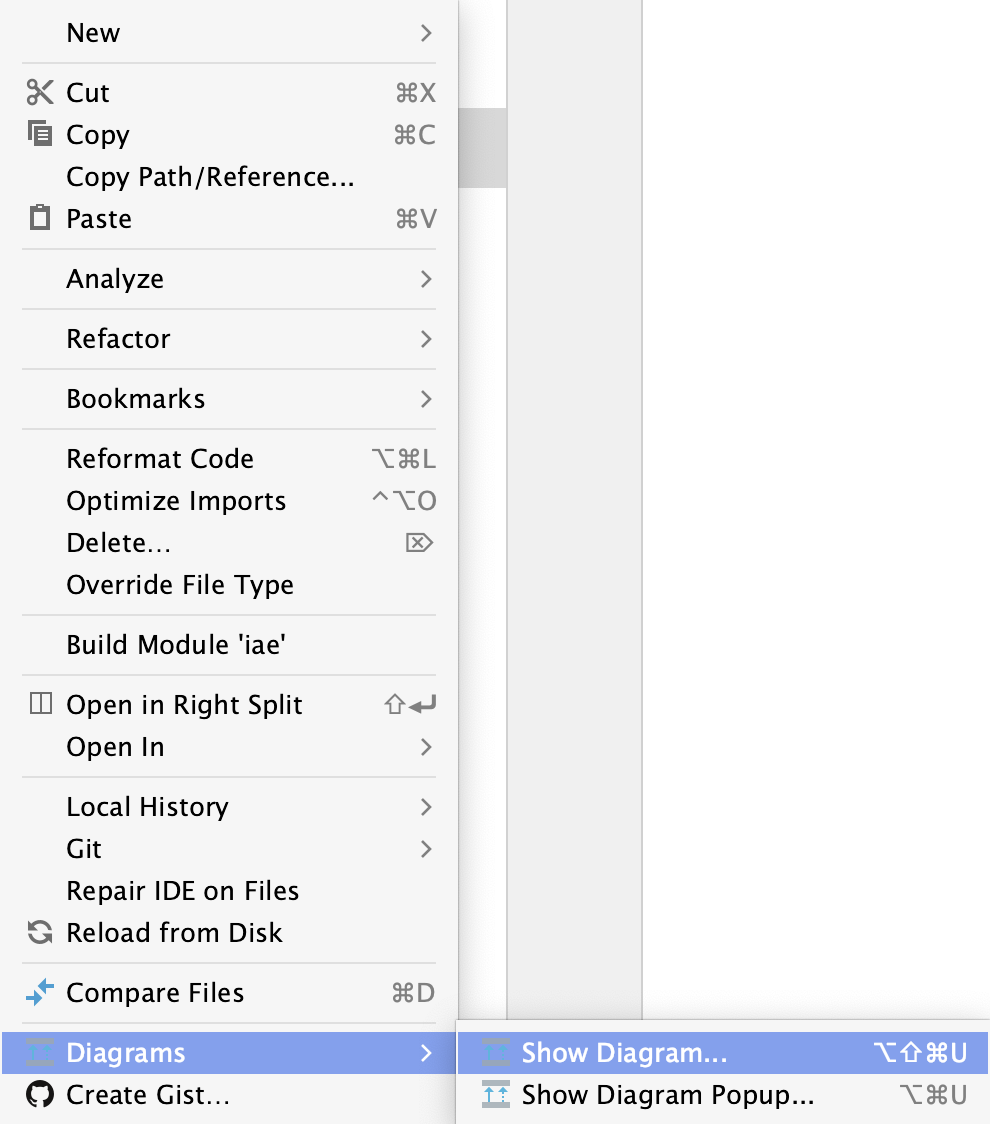 New
Cut ⌘X
Copy ⌘C
Copy Path/Reference...
Paste ⌘V
Analyze
Refactor
Bookmarks
Reformat Code ⌥⌘L
Optimize Imports ^⌥O
Delete... ⌦
Override File Type
Build Module 'iae'
Open in Right Split ⇧↩
Open In
Local History
Git
Repair IDE on Files
Reload from Disk
Compare Files ⌘D
Diagrams
Show Diagram... ⌥⇧⌘U
Create Gist...
Show Diagram Popup... ⌥⌘U